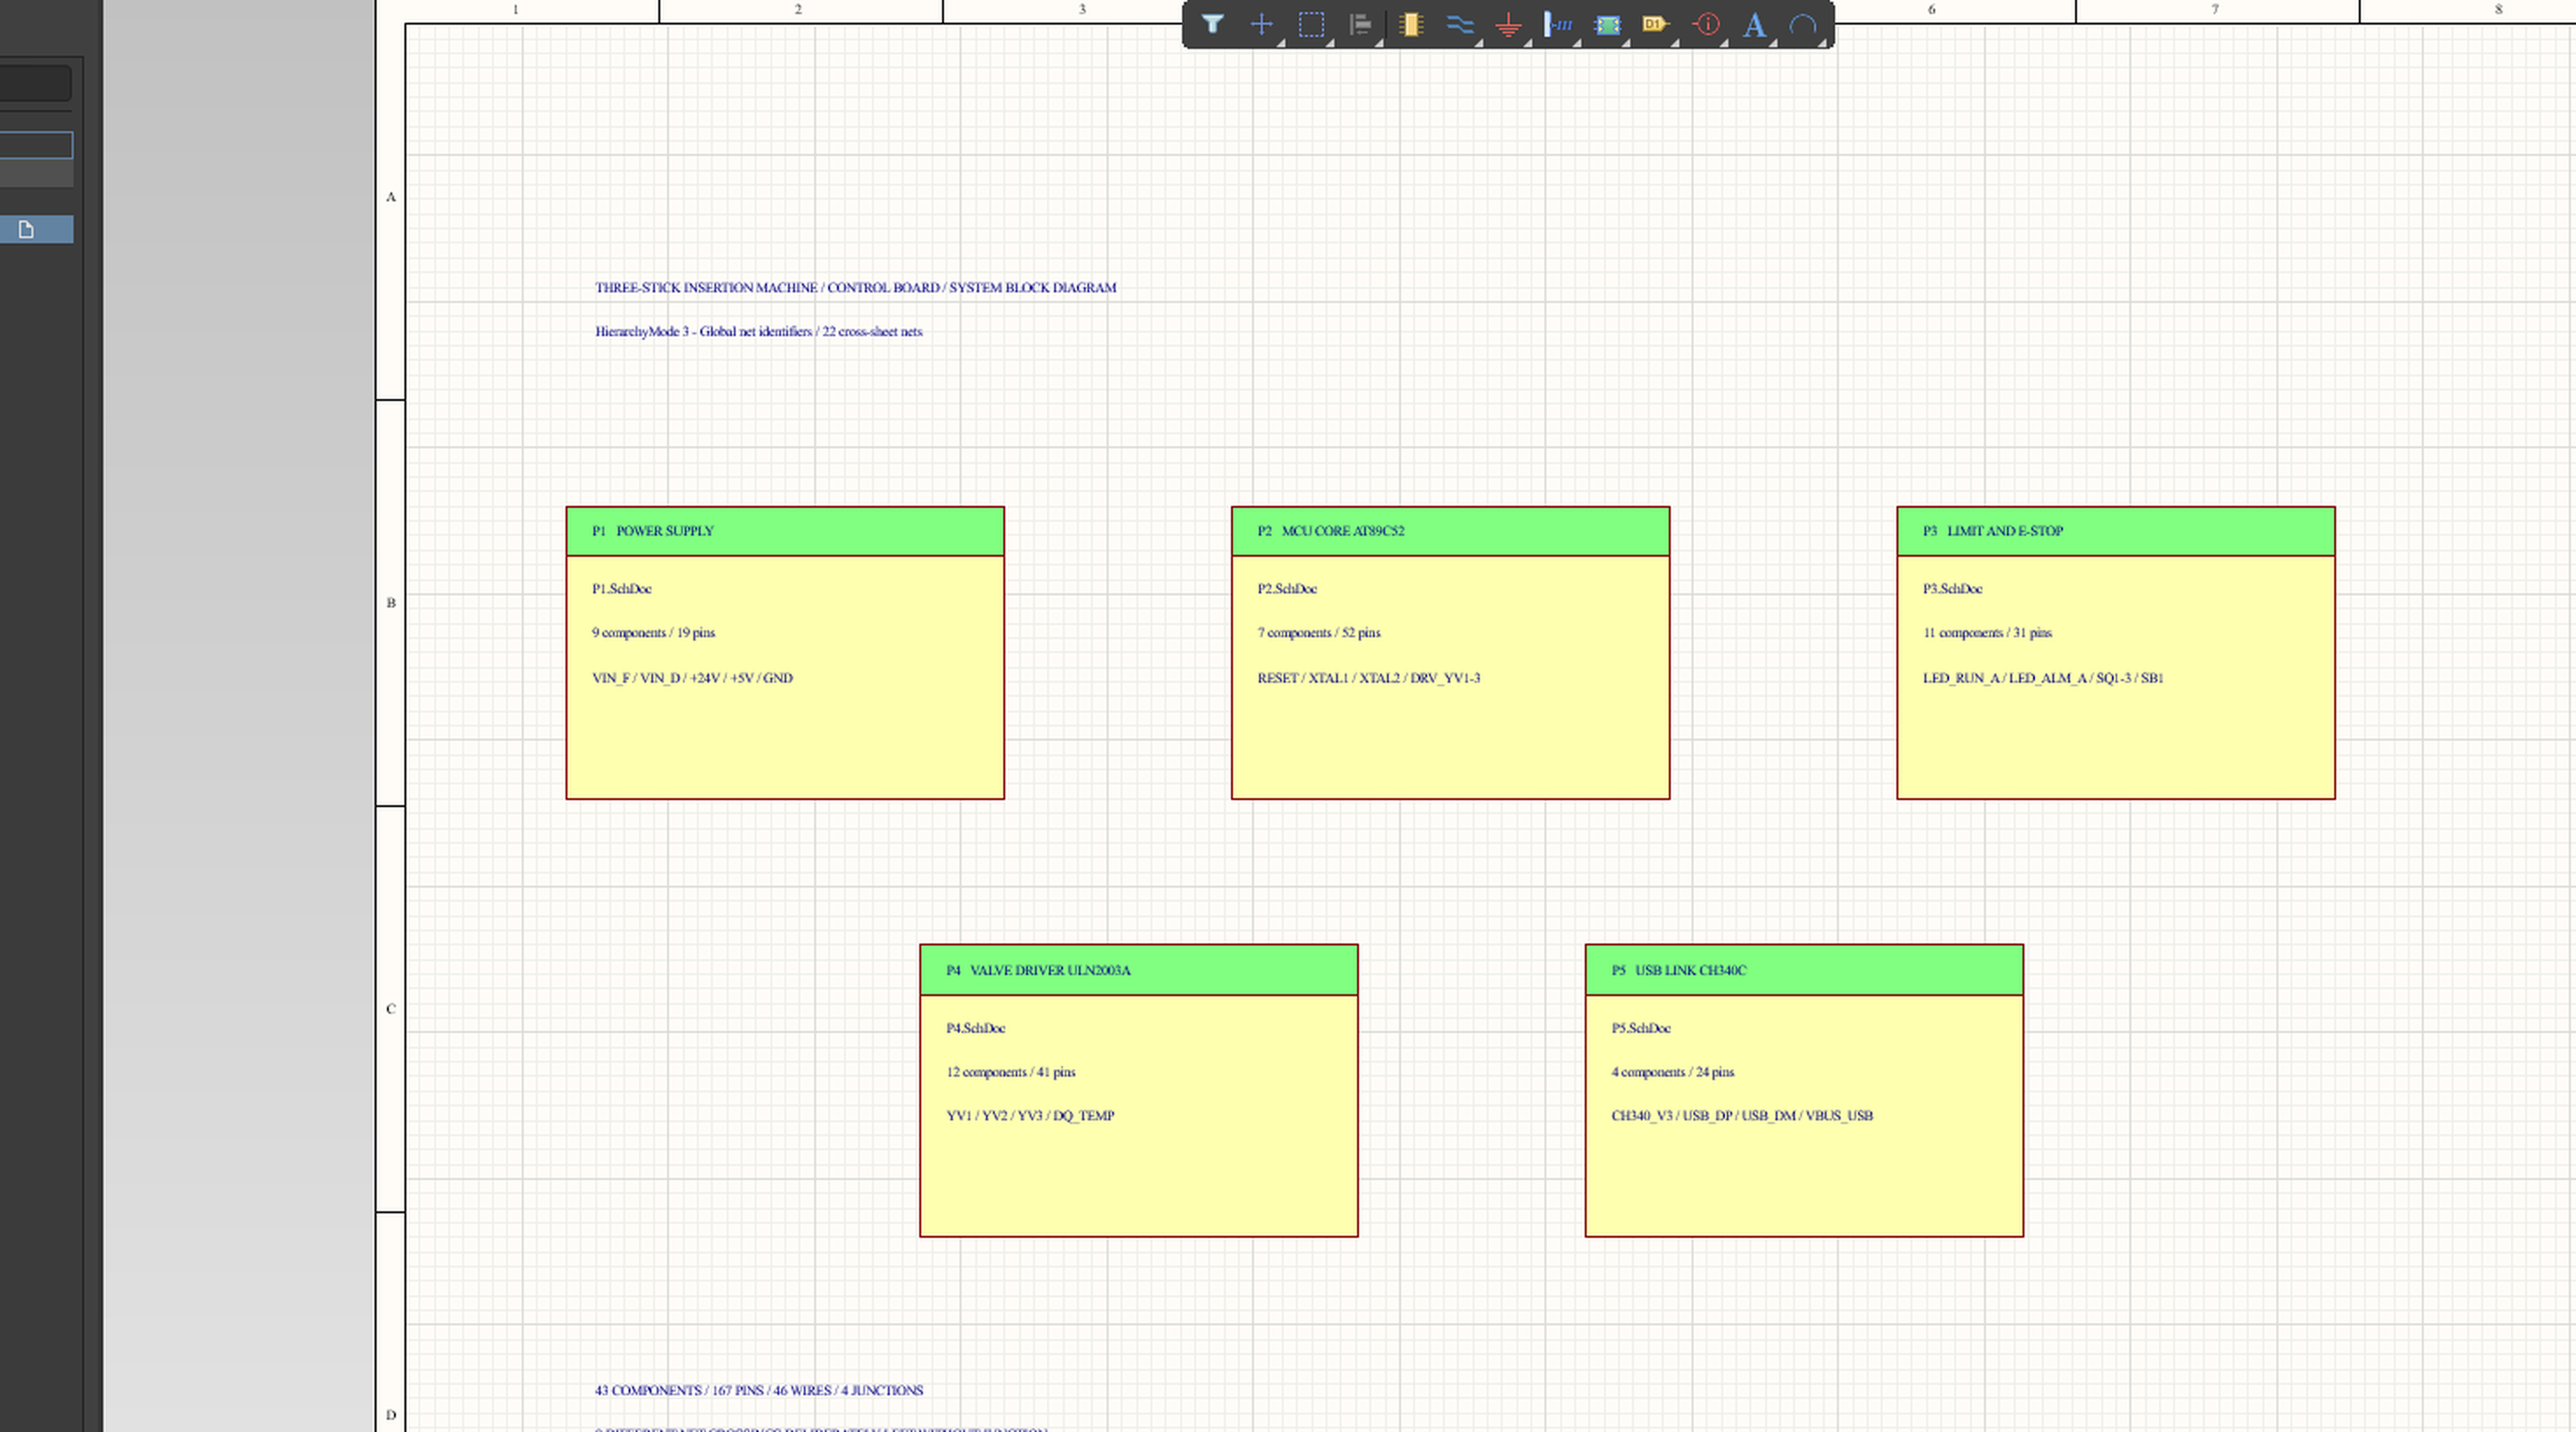 1 2 3 6 7 8
D1
A
THREE-STICK INSERTION MACHINE / CONTROL BOARD / SYSTEM BLOCK DIAGRAM
HierarchyMode 3 - Global net identifiers / 22 cross-sheet nets
P1 POWER SUPPLY
P1.SchDoc
9 components / 19 pins
VIN_F / VIN_D / +24V / +5V / GND
P2 MCU CORE AT89C52
P2.SchDoc
7 components / 52 pins
RESET / XTAL1 / XTAL2 / DRV_YV1-3
P3 LIMIT AND E-STOP
P3.SchDoc
11 components / 31 pins
LED_RUN_A / LED_ALM_A / SQ1-3 / SB1
B
P4 VALVE DRIVER ULN2003A
P4.SchDoc
12 components / 41 pins
YV1 / YV2 / YV3 / DQ_TEMP
P5 USB LINK CH340C
P5.SchDoc
4 components / 24 pins
CH340_V3 / USB_DP / USB_DM / VBUS_USB
C
43 COMPONENTS / 167 PINS / 46 WIRES / 4 JUNCTIONS
D